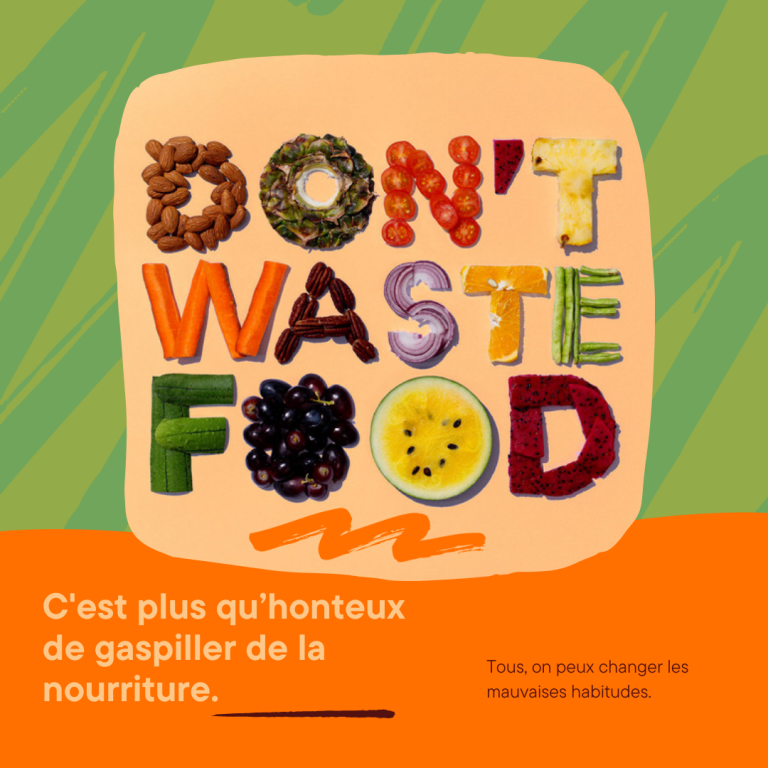 DON'T
WASTE
FOOD
C'est plus qu’honteux
de gaspiller de la
nourriture.
Tous, on peux changer les
mauvaises habitudes.